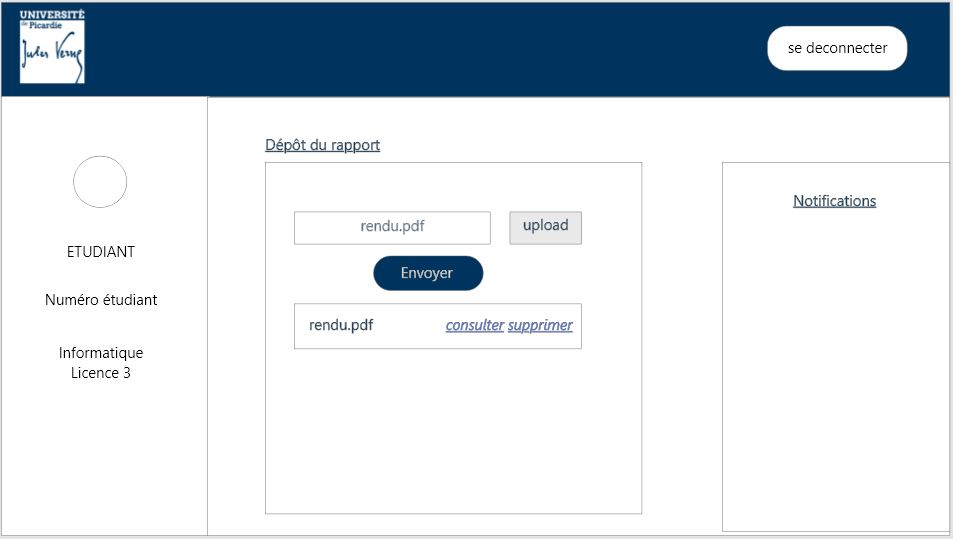 UNIVERSITÉ
de Picardie
Jules Verne
se deconnecter
ETUDIANT
Numéro étudiant
Informatique
Licence 3
Dépôt du rapport
rendu.pdf
upload
Envoyer
rendu.pdf consulter supprimer
Notifications